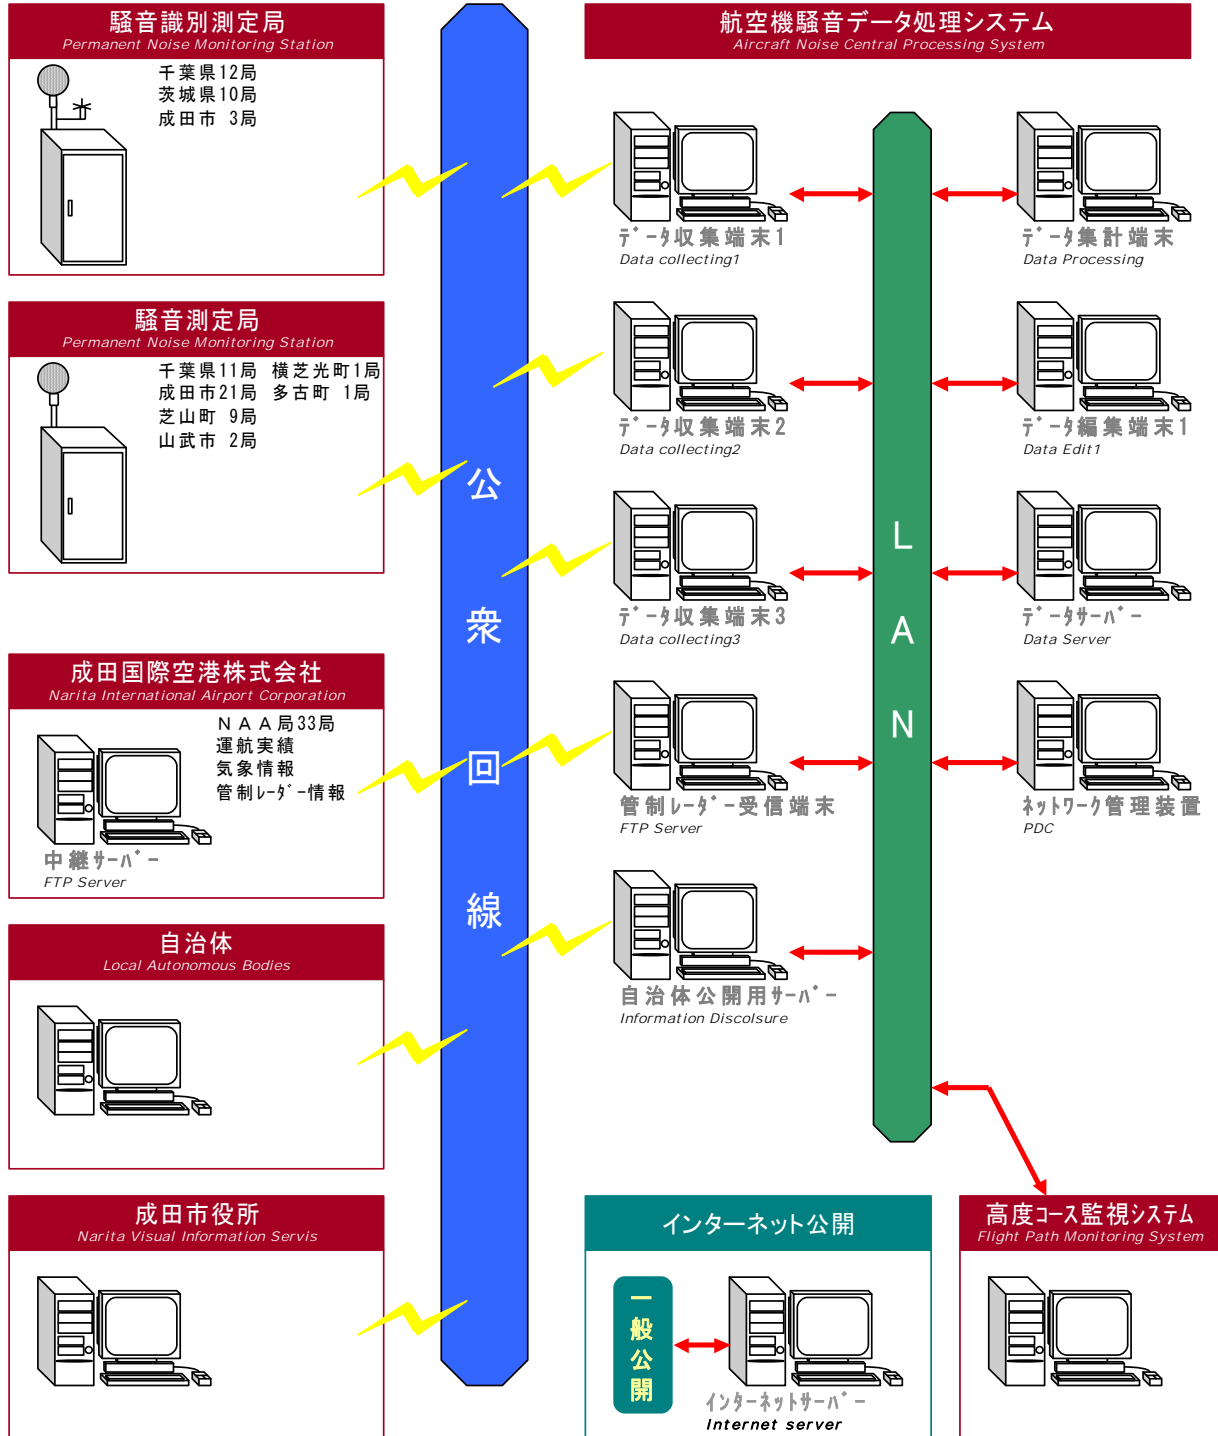 騒音識別測定局
Permanent Noise Monitoring Station
千葉県12局
茨城県10局
成田市 3局
騒音測定局
Permanent Noise Monitoring Station
千葉県11局 横芝光町1局
成田市21局 多古町 1局
芝山町 9局
山武市 2局
成田国際空港株式会社
Narita International Airport Corporation
ＮＡＡ局33局
運航実績
気象情報
管制ﾚｰﾀﾞｰ情報
中継ｻｰﾊﾞｰ
FTP Server
自治体
Local Autonomous Bodies
成田市役所
Narita Visual Information Servis
公衆回線
航空機騒音データ処理システム
Aircraft Noise Central Processing System
ﾃﾞｰﾀ収集端末1
Data collecting1
ﾃﾞｰﾀ収集端末2
Data collecting2
ﾃﾞｰﾀ収集端末3
Data collecting3
管制ﾚｰﾀﾞｰ受信端末
FTP Server
自治体公開用ｻｰﾊﾞｰ
Information Discolsure
ＬＡＮ
ﾃﾞｰﾀ集計端末
Data Processing
ﾃﾞｰﾀ編集端末1
Data Edit1
ﾃﾞｰﾀｻｰﾊﾞｰ
Data Server
ﾈｯﾄﾜｰｸ管理装置
PDC
インターネット公開
一般公開
ｲﾝﾀｰﾈｯﾄｻｰﾊﾞｰ
Internet server
高度ｺｰｽ監視ｼｽﾃﾑ
Flight Path Monitoring System